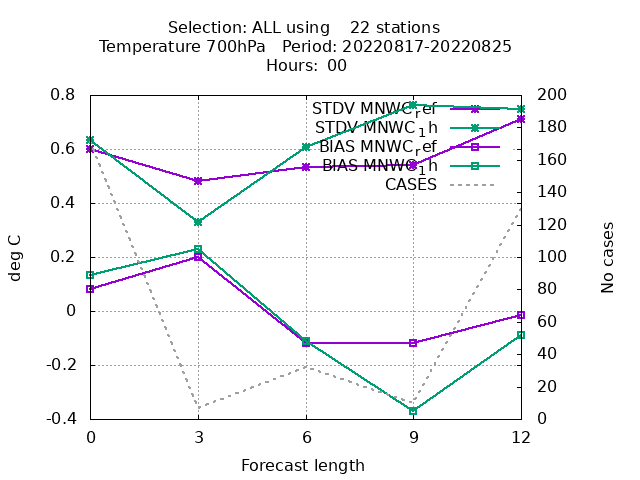 Selection: ALL using    22 stations
Temperature 700hPa   Period: 20220817-20220825
Hours: 00
0.8
0.6
0.4
0.2
0
-0.2
-0.4
deg C
STDV MNWC_ref
STDV MNWC_1h
BIAS MNWC_ref
BIAS MNWC_1h
CASES
200
180
160
140
120
100
80
60
40
20
0
No cases
0 3 6 9 12
Forecast length